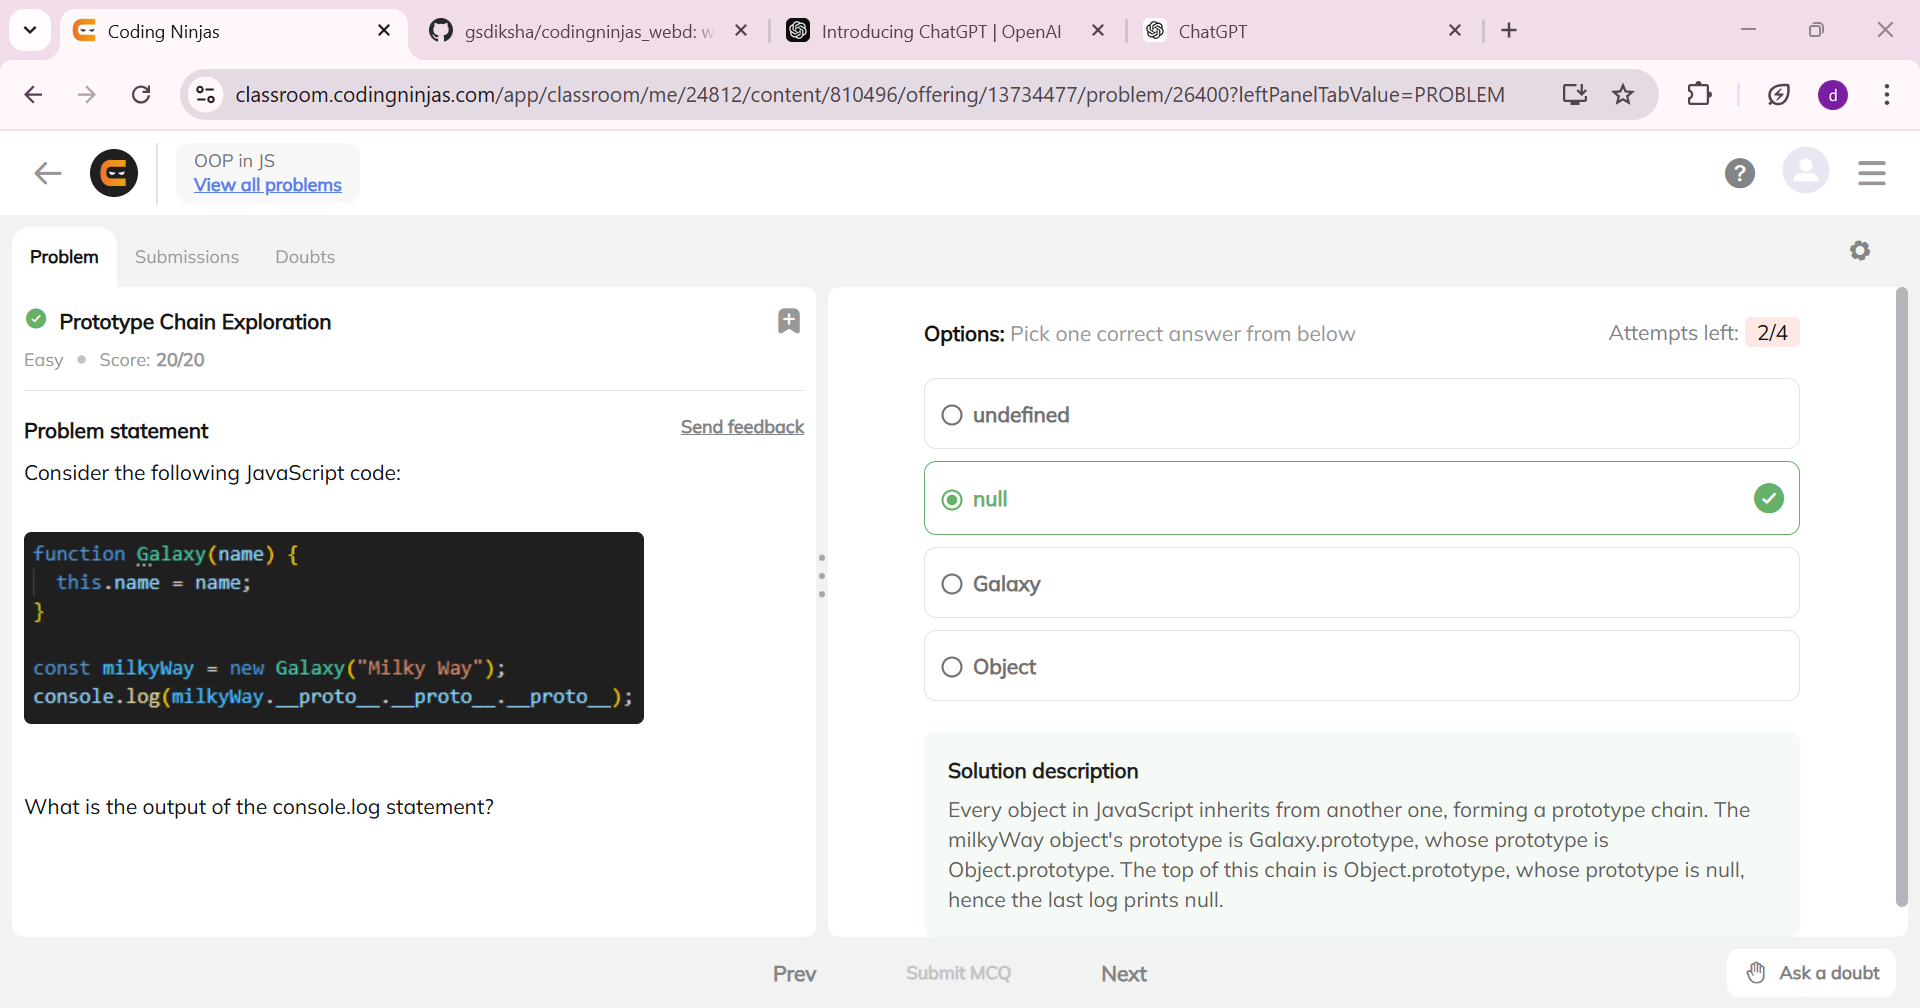 Coding Ninjas
gsdiksha/codingninjas_webd: w
Introducing ChatGPT | OpenAI
ChatGPT
classroom.codingninjas.com/app/classroom/me/24812/content/810496/offering/13734477/problem/26400?leftPanelTabValue=PROBLEM
d
OOP in JS
View all problems
?
Problem
Submissions
Doubts
Prototype Chain Exploration
Easy
Score: 20/20
Problem statement
Send feedback
Consider the following JavaScript code:
function Galaxy(name) {
this.name = name;
}
const milkyWay = new Galaxy("Milky Way");
console.log(milkyWay.__proto__.__proto__.__proto__);
What is the output of the console.log statement?
Options: Pick one correct answer from below
Attempts left: 2/4
undefined
null
Galaxy
Object
Solution description
Every object in JavaScript inherits from another one, forming a prototype chain. The
milkyWay object's prototype is Galaxy.prototype, whose prototype is
Object.prototype. The top of this chain is Object.prototype, whose prototype is null,
hence the last log prints null.
Prev
Submit MCQ
Next
Ask a doubt